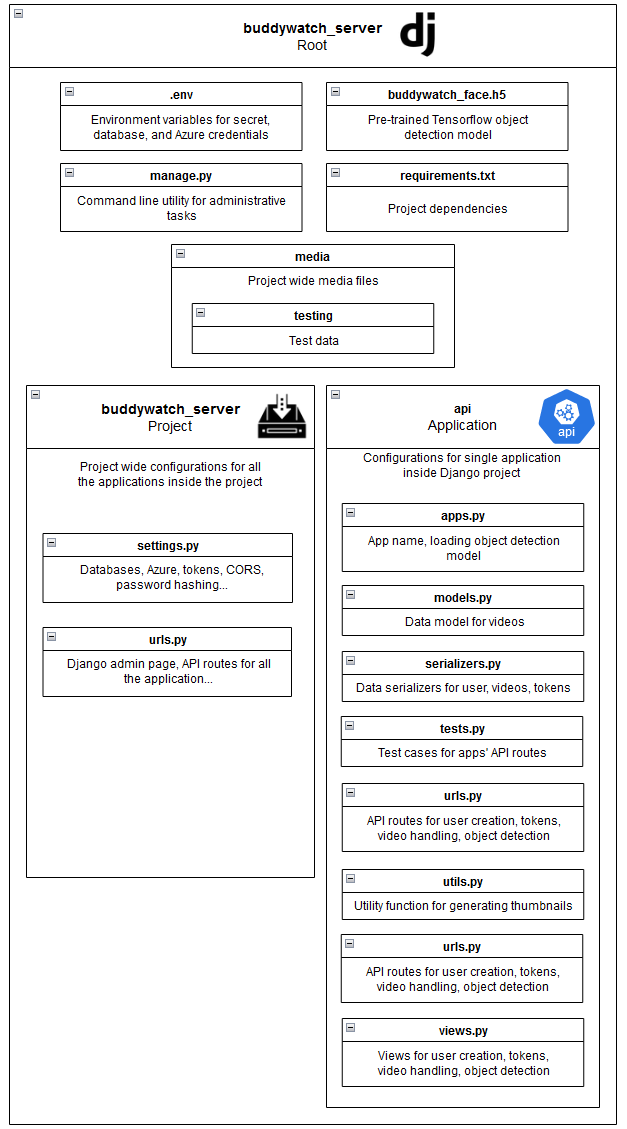 buddywatch_server
Root
dj
.env
Environment variables for secret,
database, and Azure credentials
buddywatch_face.h5
Pre-trained Tensorflow object
detection model
manage.py
Command line utility for administrative
tasks
requirements.txt
Project dependencies
media
Project wide media files
testing
Test data
buddywatch_server
Project
Project wide configurations for all
the applications inside the project
settings.py
Databases, Azure, tokens, CORS,
password hashing...
urls.py
Django admin page, API routes for all
the application...
api
Application
api
Configurations for single application
inside Django project
apps.py
App name, loading object detection
model
models.py
Data model for videos
serializers.py
Data serializers for user, videos, tokens
tests.py
Test cases for apps' API routes
urls.py
API routes for user creation, tokens,
video handling, object detection
utils.py
Utility function for generating thumbnails
urls.py
API routes for user creation, tokens,
video handling, object detection
views.py
Views for user creation, tokens,
video handling, object detection